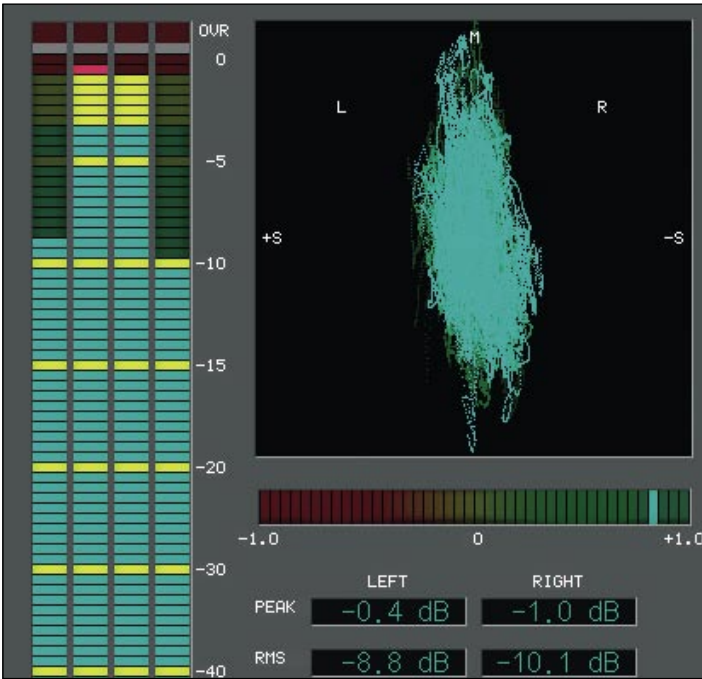 OVR
0
-5
-10
-15
-20
-30
-40
M
L R
+S -S
-1.0 0 +1.0
LEFT RIGHT
PEAK -0.4 dB -1.0 dB
RMS -8.8 dB -10.1 dB